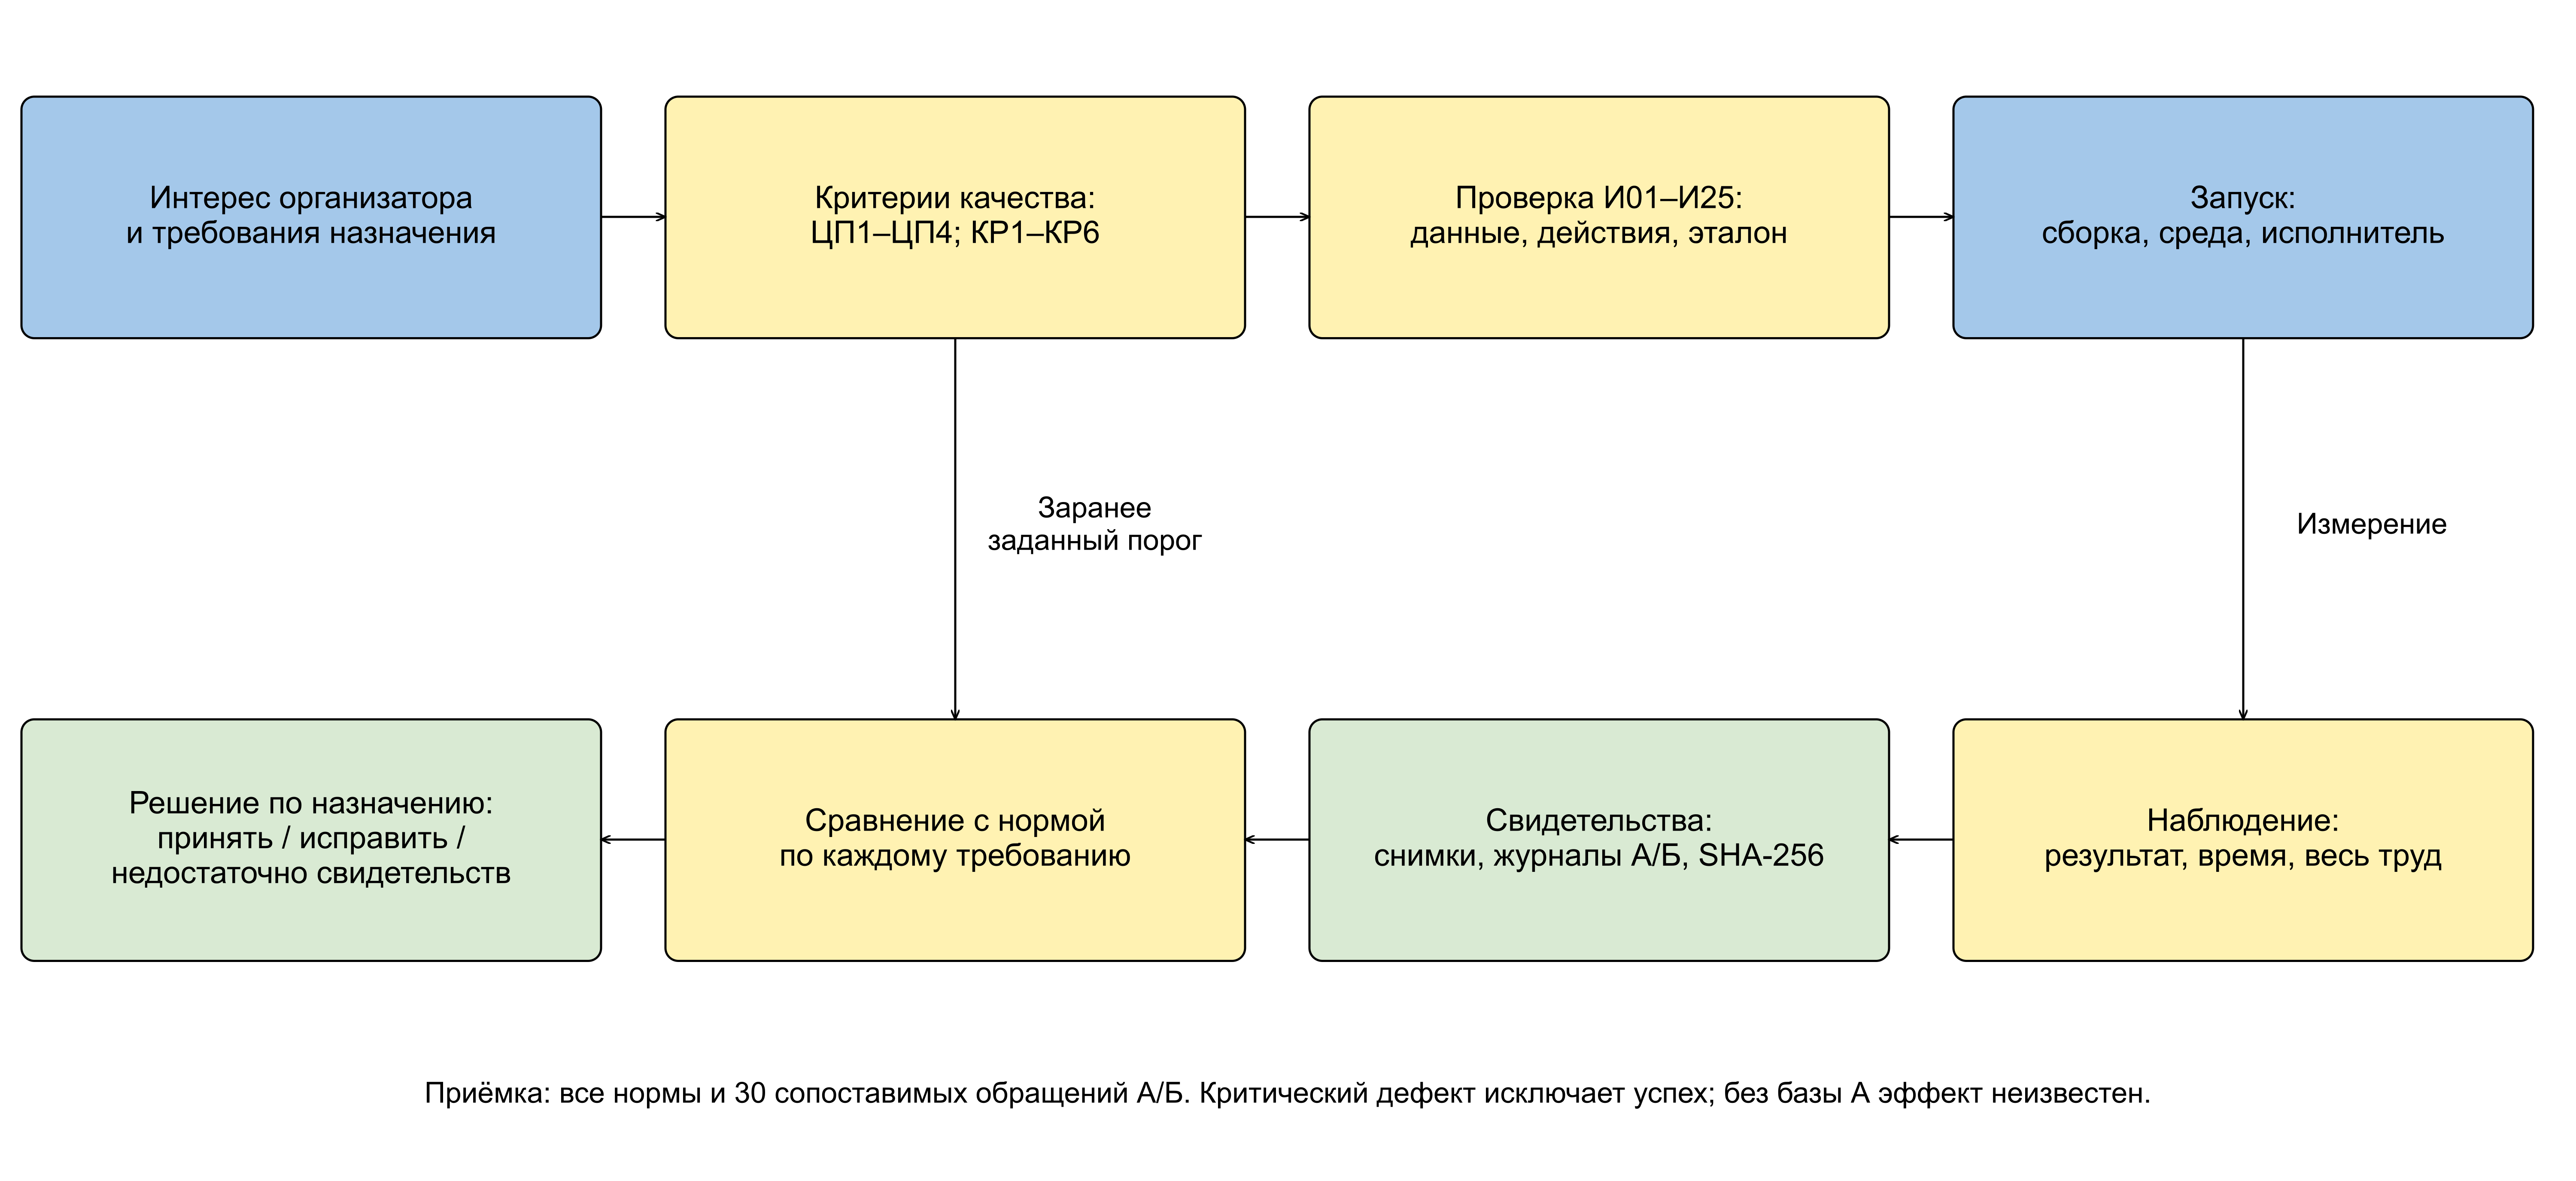 Интерес организатора
и требования назначения
Критерии качества:
ЦП1–ЦП4; КР1–КР6
Проверка И01–И25:
данные, действия, эталон
Запуск:
сборка, среда, исполнитель
Заранее
заданный порог
Измерение
Решение по назначению:
принять / исправить /
недостаточно свидетельств
Сравнение с нормой
по каждому требованию
Свидетельства:
снимки, журналы А/Б, SHA-256
Наблюдение:
результат, время, весь труд
Приёмка: все нормы и 30 сопоставимых обращений А/Б. Критический дефект исключает успех; без базы А эффект неизвестен.